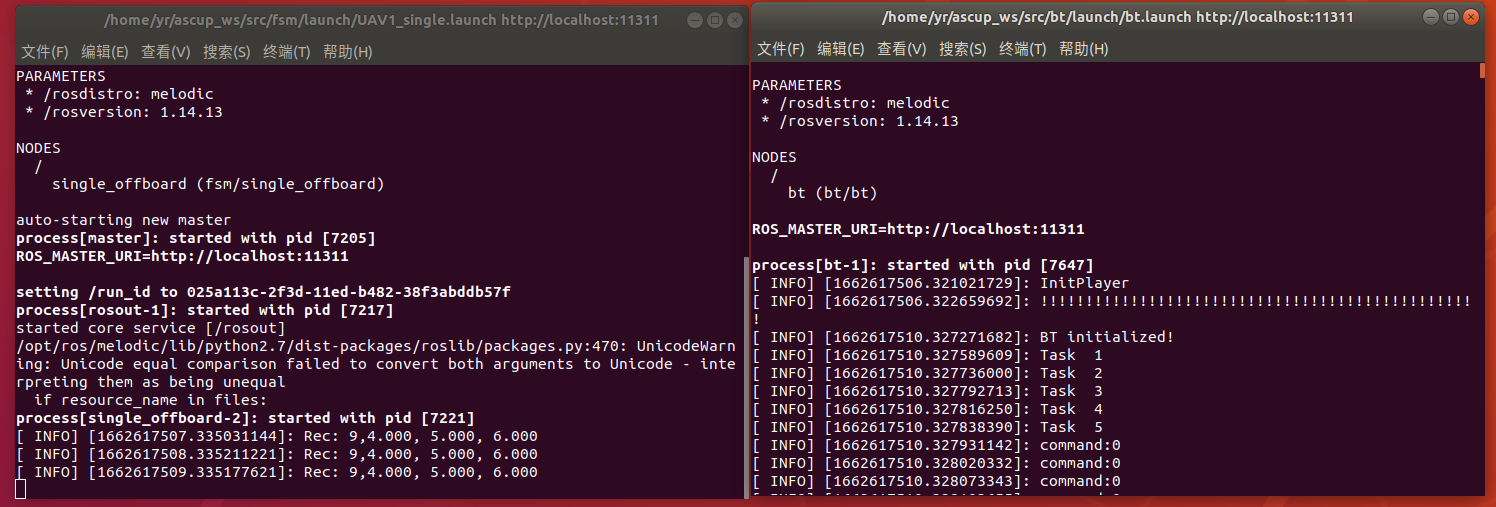 /home/yr/ascup_ws/src/fsm/launch/UAV1_single.launch http://localhost:11311
文件(F) 编辑(E) 查看(V) 搜索(S) 终端(T) 帮助(H)
PARAMETERS
* /rosdistro: melodic
* /rosversion: 1.14.13
NODES
/
single_offboard (fsm/single_offboard)
auto-starting new master
process[master]: started with pid [7205]
ROS_MASTER_URI=http://localhost:11311
setting /run_id to 025a113c-2f3d-11ed-b482-38f3abddb57f
process[rosout-1]: started with pid [7217]
started core service [/rosout]
/opt/ros/melodic/lib/python2.7/dist-packages/roslib/packages.py:470: UnicodeWarn
ing: Unicode equal comparison failed to convert both arguments to Unicode - inte
rpreting them as being unequal
if resource_name in files:
process[single_offboard-2]: started with pid [7221]
[ INFO] [1662617507.335031144]: Rec: 9,4.000, 5.000, 6.000
[ INFO] [1662617508.335211221]: Rec: 9,4.000, 5.000, 6.000
[ INFO] [1662617509.335177621]: Rec: 9,4.000, 5.000, 6.000
/home/yr/ascup_ws/src/bt/launch/bt.launch http://localhost:11311
文件(F) 编辑(E) 查看(V) 搜索(S) 终端(T) 帮助(H)
PARAMETERS
* /rosdistro: melodic
* /rosversion: 1.14.13
NODES
/
bt (bt/bt)
ROS_MASTER_URI=http://localhost:11311
process[bt-1]: started with pid [7647]
[ INFO] [1662617506.321021729]: InitPlayer
[ INFO] [1662617506.322659692]: !!!!!!!!!!!!!!!!!!!!!!!!!!!!!!!!!!!!!!!!!!!!!!!!
!
[ INFO] [1662617510.327271682]: BT initialized!
[ INFO] [1662617510.327589609]: Task  1
[ INFO] [1662617510.327736000]: Task  2
[ INFO] [1662617510.327792713]: Task  3
[ INFO] [1662617510.327816250]: Task  4
[ INFO] [1662617510.327838390]: Task  5
[ INFO] [1662617510.327931142]: command:0
[ INFO] [1662617510.328020332]: command:0
[ INFO] [1662617510.328073343]: command:0